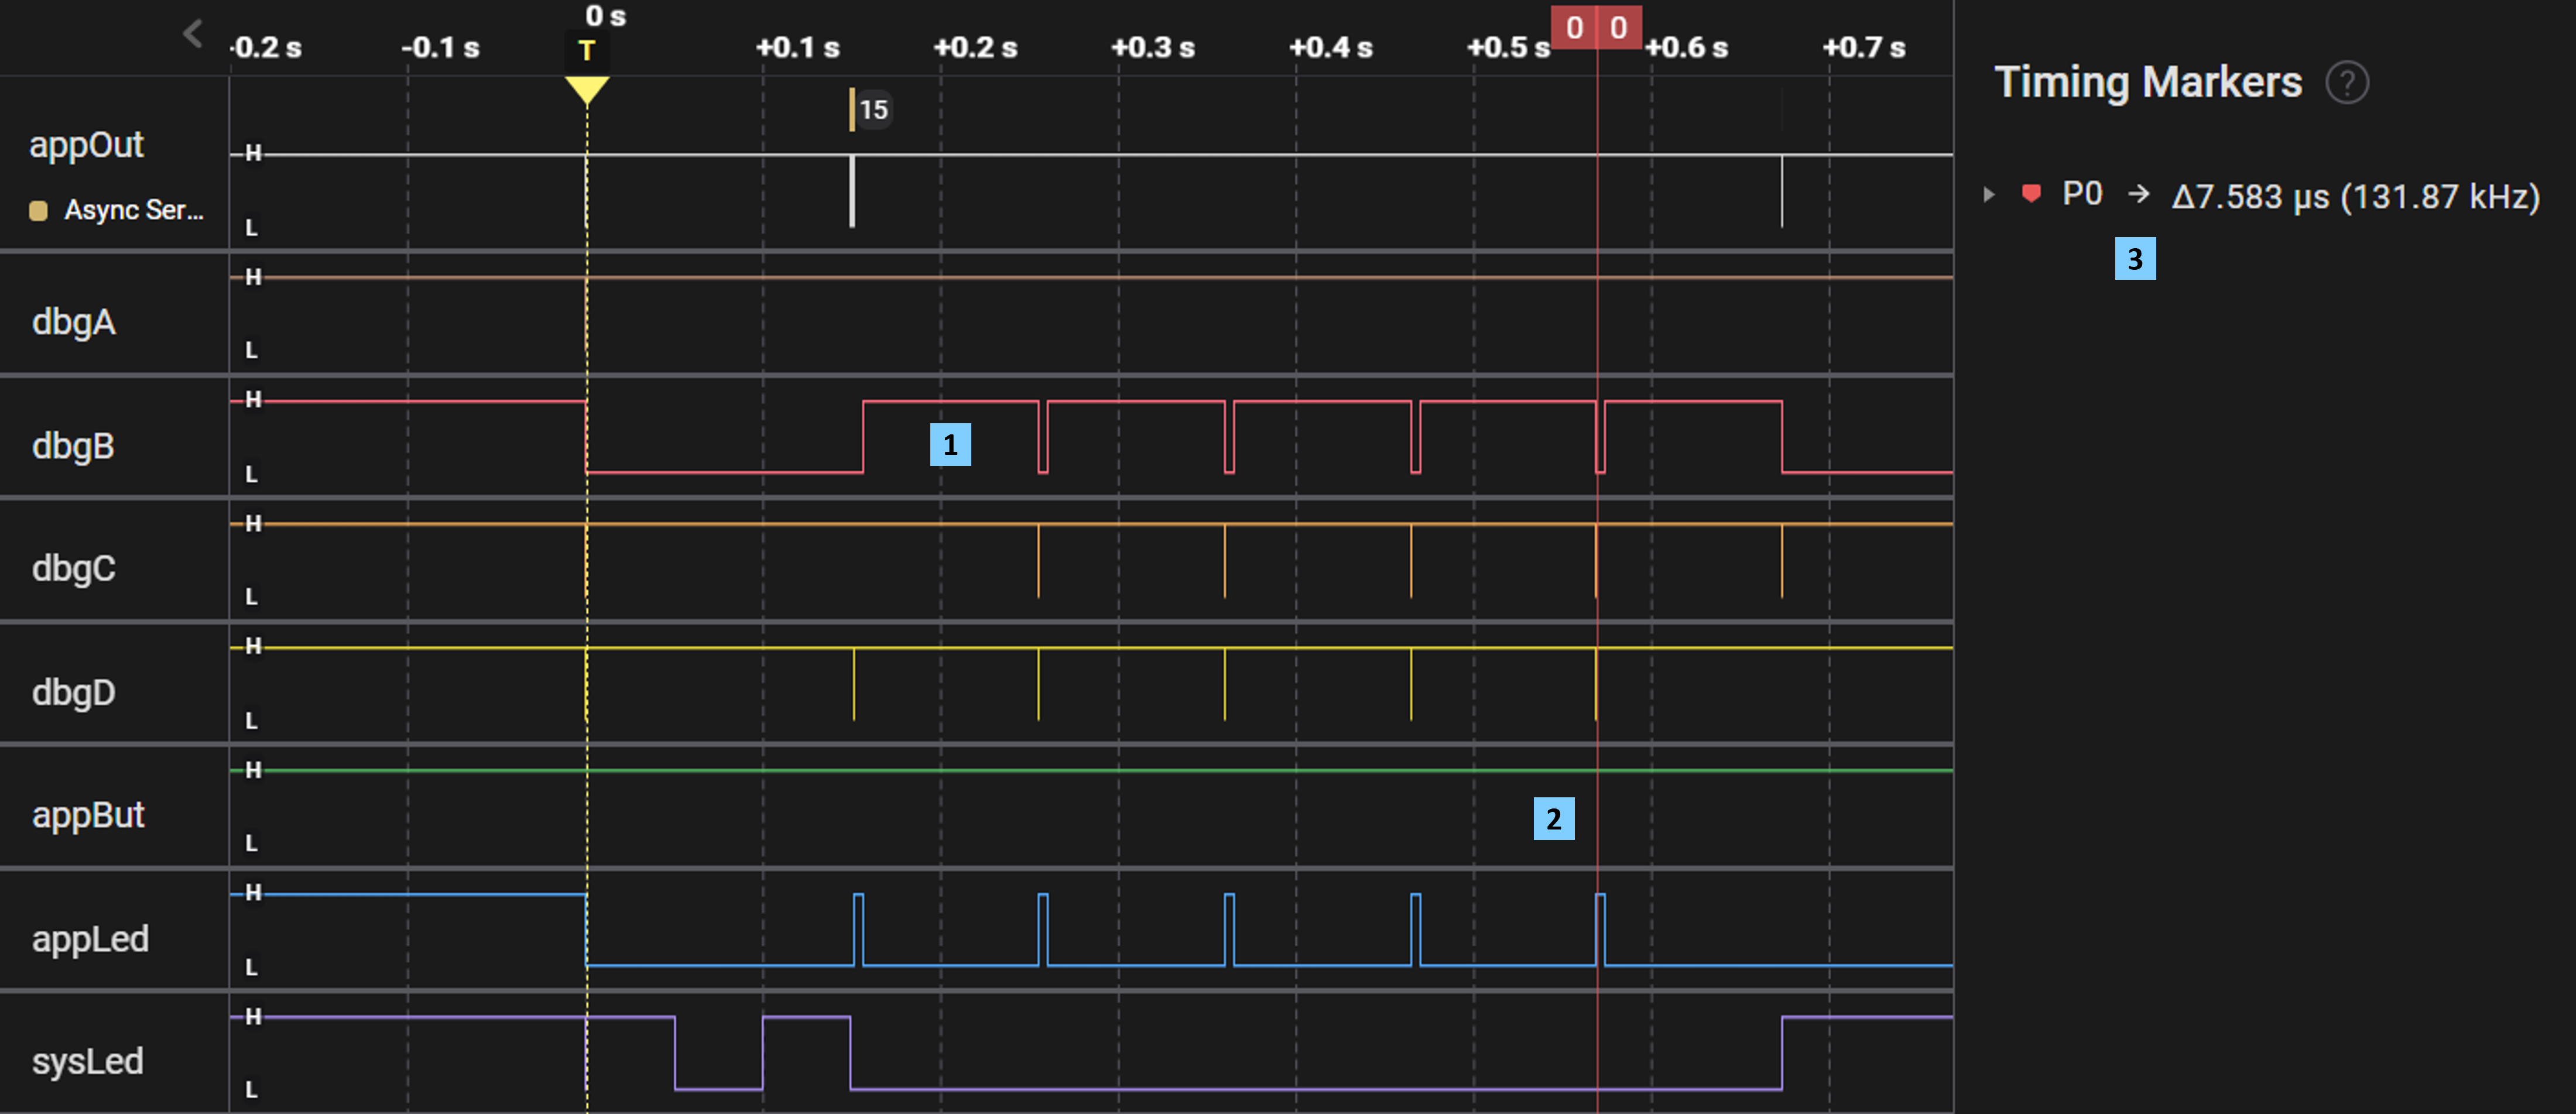 0 s
-0.2 s -0.1 s T +0.1 s +0.2 s +0.3 s +0.4 s +0.5 s 0 0 +0.6 s +0.7 s
Timing Markers ?
P0 → Δ7.583 μs (131.87 kHz)
3
15
appOut H
Async Ser... L
H
dbgA
L
H
dbgB 1
L
H
dbgC
L
H
dbgD
L
H
appBut 2
L
H
appLed
L
H
sysLed
L